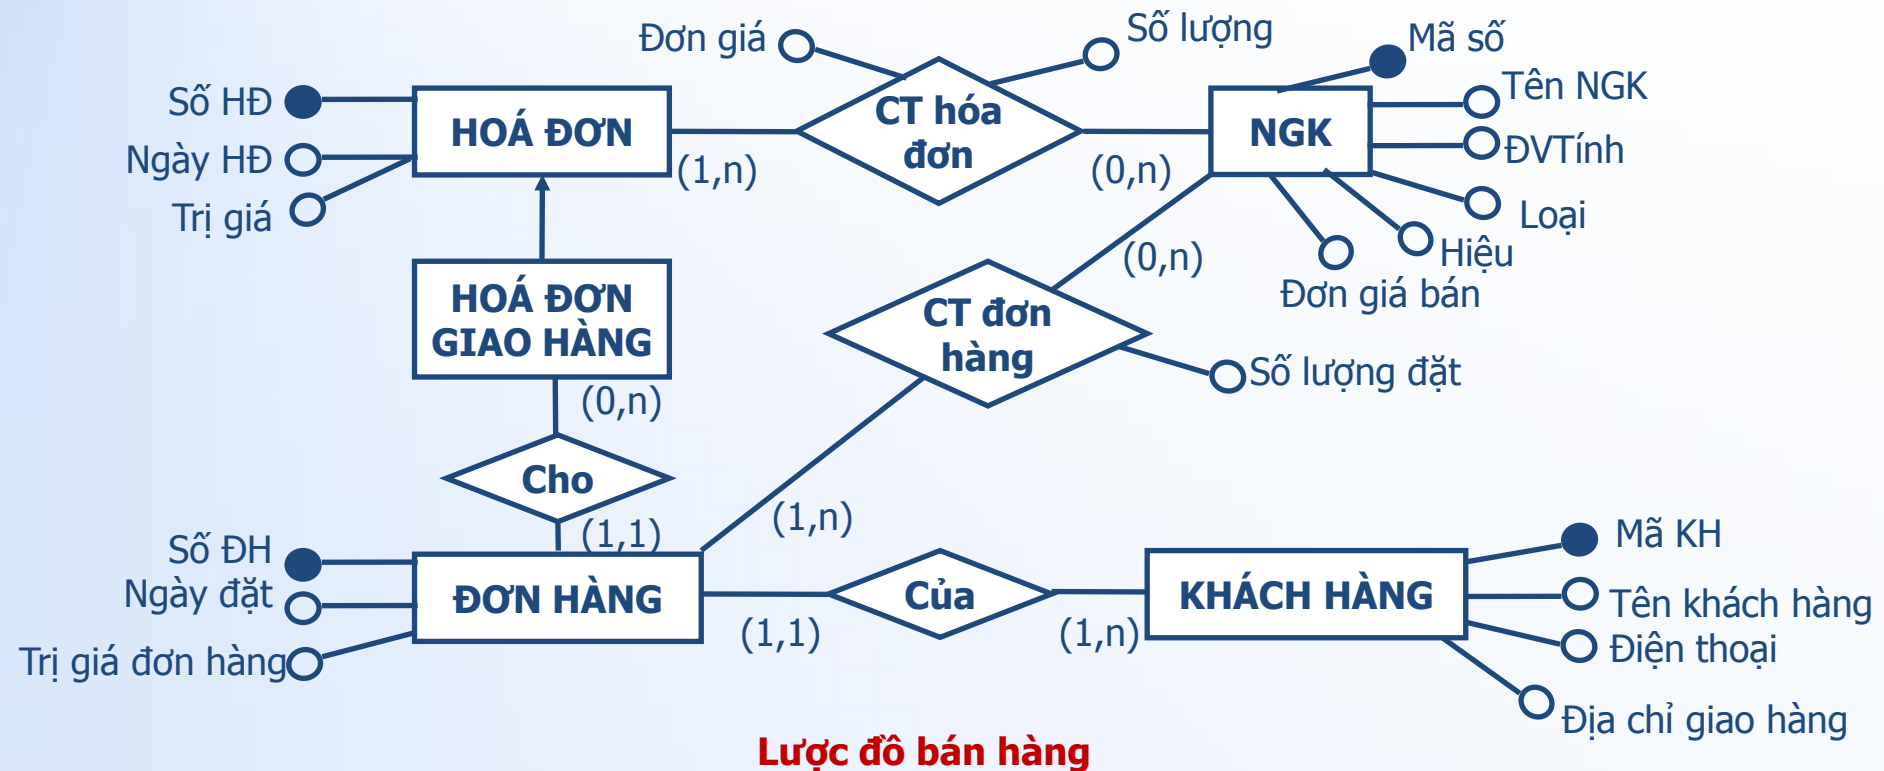 Đơn giá
Số lượng
Mã số
Số HĐ
HOÁ ĐƠN
CT hóa
đơn
NGK
Tên NGK
Ngày HĐ
(1,n)
(0,n)
ĐVTính
Trị giá
Loại
Hiệu
(0,n)
Đơn giá bán
HOÁ ĐƠN
GIAO HÀNG
CT đơn
hàng
Số lượng đặt
(0,n)
Cho
(1,n)
(1,1)
Mã KH
Số ĐH
Ngày đặt
ĐƠN HÀNG
Của
KHÁCH HÀNG
Tên khách hàng
(1,1)
(1,n)
Điện thoại
Trị giá đơn hàng
Địa chỉ giao hàng
Lược đồ bán hàng